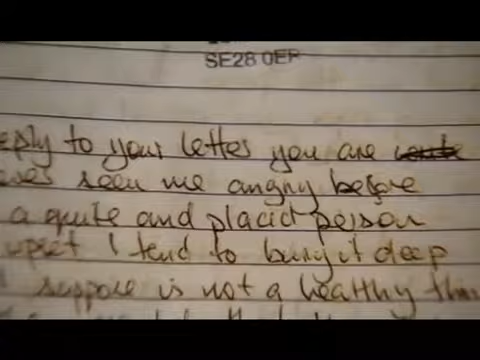 SE28 0EP
eply to your letter you are
seen me angry before
a quite and placid person
upset I tend to bury it deep
I suppose is not a healthy